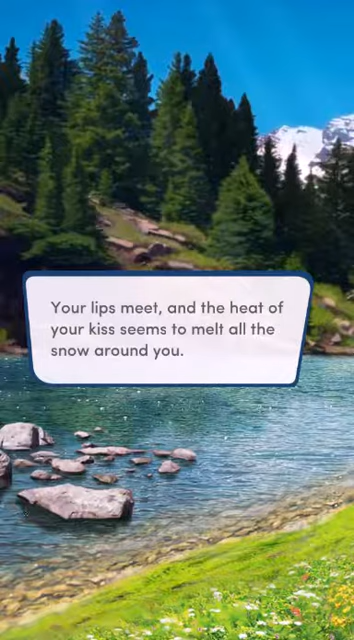 Your lips meet, and the heat of
your kiss seems to melt all the
snow around you.